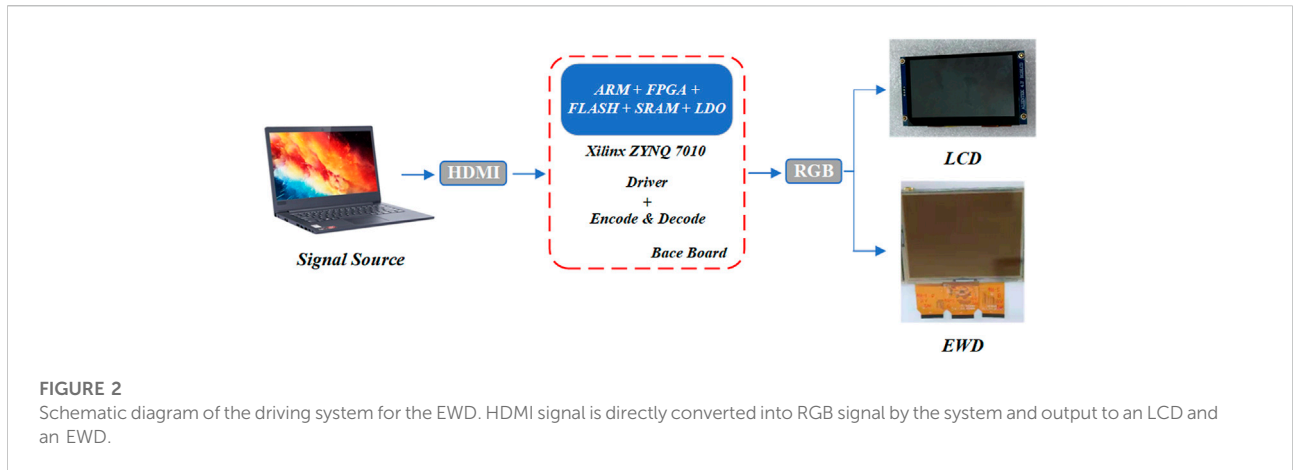 ARM + FPGA +
FLASH + SRAM + LDO
Xilinx ZYNQ 7010
HDMI
RGB
Driver
+
Encode & Decode
Bace Board
Signal Source
LCD
EWD
FIGURE 2
Schematic diagram of the driving system for the EWD. HDMI signal is directly converted into RGB signal by the system and output to an LCD and
an EWD.